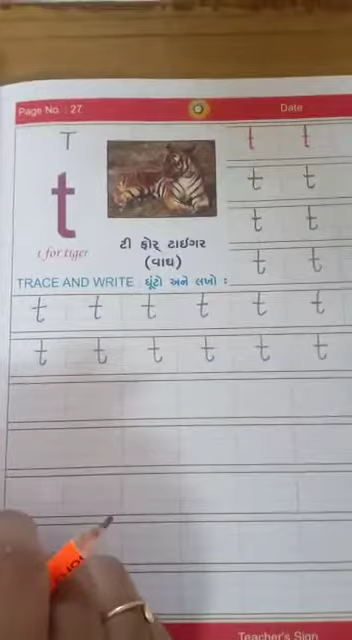 Page No. : 27 Date
T t t
t t t
t t
t for tiger ટી ફોર્ ટાઈગર
(વાઘ) t t
TRACE AND WRITE ઘૂંટો અને લખો :
t t t t t t
t t t t t t
Teacher's Sign